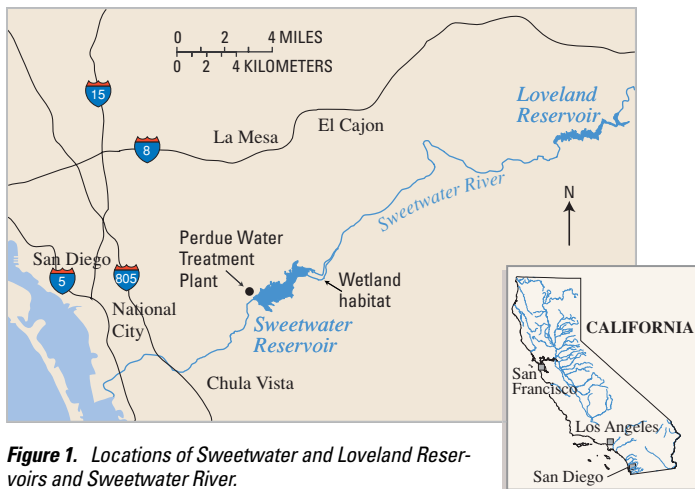 0 2 4 MILES
0 2 4 KILOMETERS
15
Loveland
Reservoir
El Cajon
La Mesa
8
Sweetwater River
N
Perdue Water
Treatment
Plant
San Diego
5
805
Wetland
habitat
National
City
Sweetwater
Reservoir
Chula Vista
CALIFORNIA
San
Francisco
Los Angeles
San Diego
Figure 1. Locations of Sweetwater and Loveland Reser-
voirs and Sweetwater River.